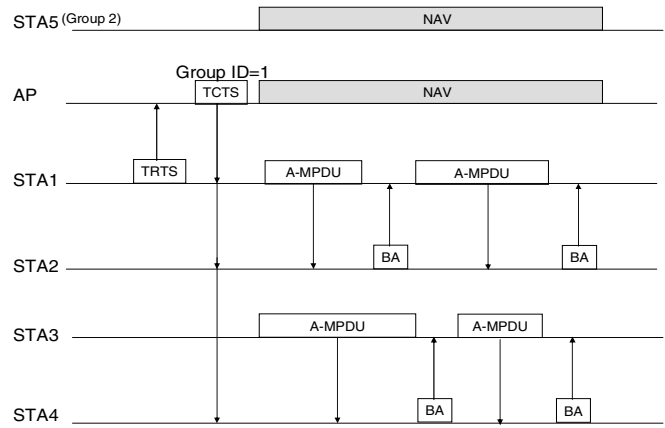 STA5 (Group 2) NAV
Group ID=1
AP TCTS NAV
STA1 TRTS A-MPDU A-MPDU
BA BA
STA2
STA3 A-MPDU A-MPDU
BA BA
STA4